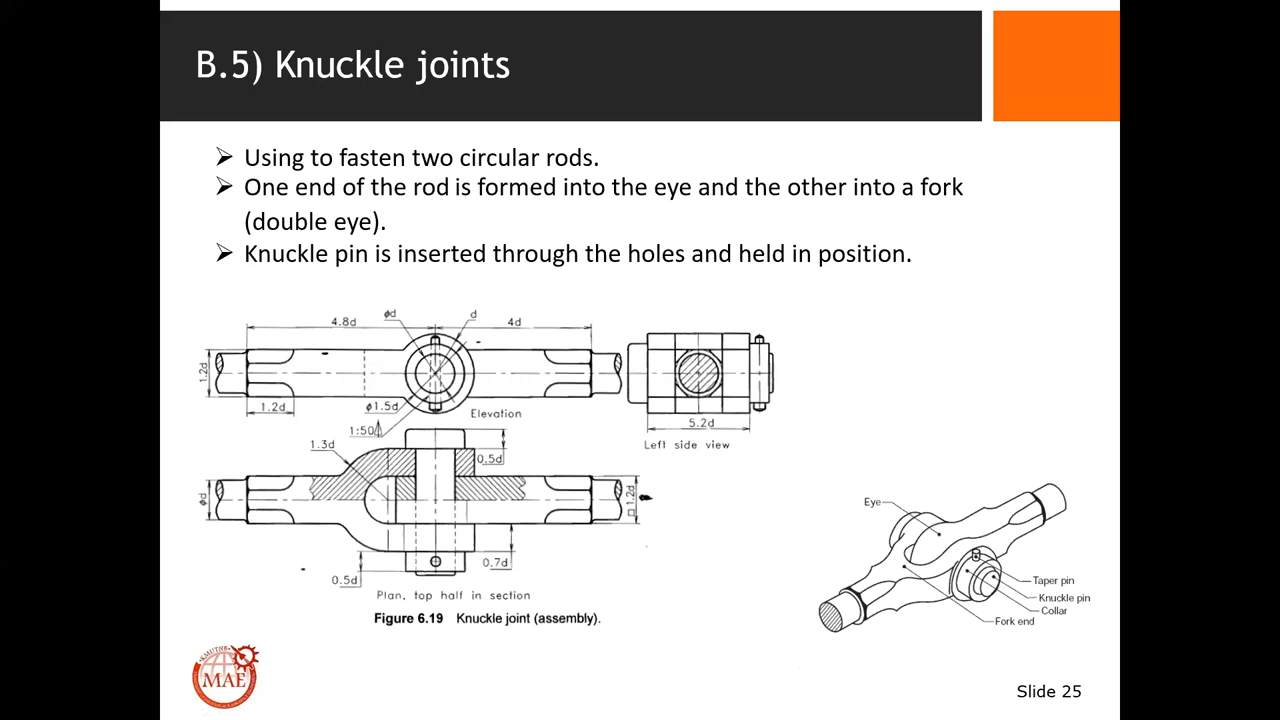 B.5) Knuckle joints
Using to fasten two circular rods.
One end of the rod is formed into the eye and the other into a fork
(double eye).
Knuckle pin is inserted through the holes and held in position.
4.8d
ϕd
d
4d
1.2d
1.2d
ϕ1.5d
1:50
Elevation
5.2d
Left side view
1.3d
0.5d
ϕd
□ 1.2d
0.5d
0.7d
Plan, top half in section
Figure 6.19 Knuckle joint (assembly).
Eye
Taper pin
Knuckle pin
Collar
Fork end
KMUTNB
MAE
Slide 25